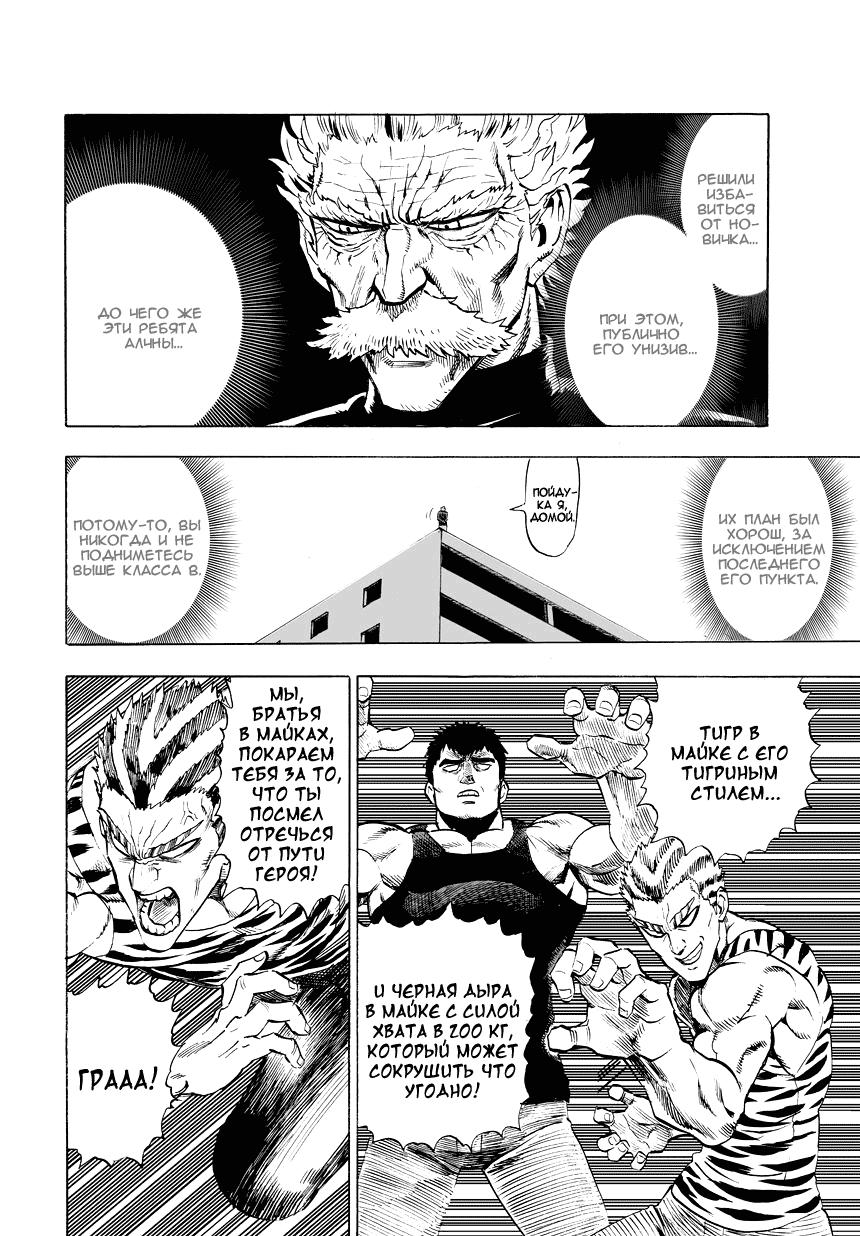 РЕШИЛИ
ИЗБА-
ВИТЬСЯ
ОТ НО-
ВИЧКА...
ПРИ ЭТОМ,
ПУБЛИЧНО
ЕГО УНИЗИВ...
ДО ЧЕГО ЖЕ
ЭТИ РЕБЯТА
АЛЧНЫ...
ИХ ПЛАН БЫЛ
ХОРОШ, ЗА
ИСКЛЮЧЕНИЕМ
ПОСЛЕДНЕГО
ЕГО ПУНКТА.
ПОЙДУ-
КА Я,
ДОМОЙ.
ПОТОМУ-ТО, ВЫ
НИКОГДА И НЕ
ПОДНИМЕТЕСЬ
ВЫШЕ КЛАССА В.
ТИГР В
МАЙКЕ С ЕГО
ТИГРИНЫМ
СТИЛЕМ...
И ЧЕРНАЯ ДЫРА
В МАЙКЕ С СИЛОЙ
ХВАТА В 200 КГ,
КОТОРЫЙ МОЖЕТ
СОКРУШИТЬ ЧТО
УГОДНО!
МЫ,
БРАТЬЯ
В МАЙКАХ,
ПОКАРАЕМ
ТЕБЯ ЗА ТО,
ЧТО ТЫ
ПОСМЕЛ
ОТРЕЧЬСЯ
ОТ ПУТИ
ГЕРОЯ!
ГРААА!